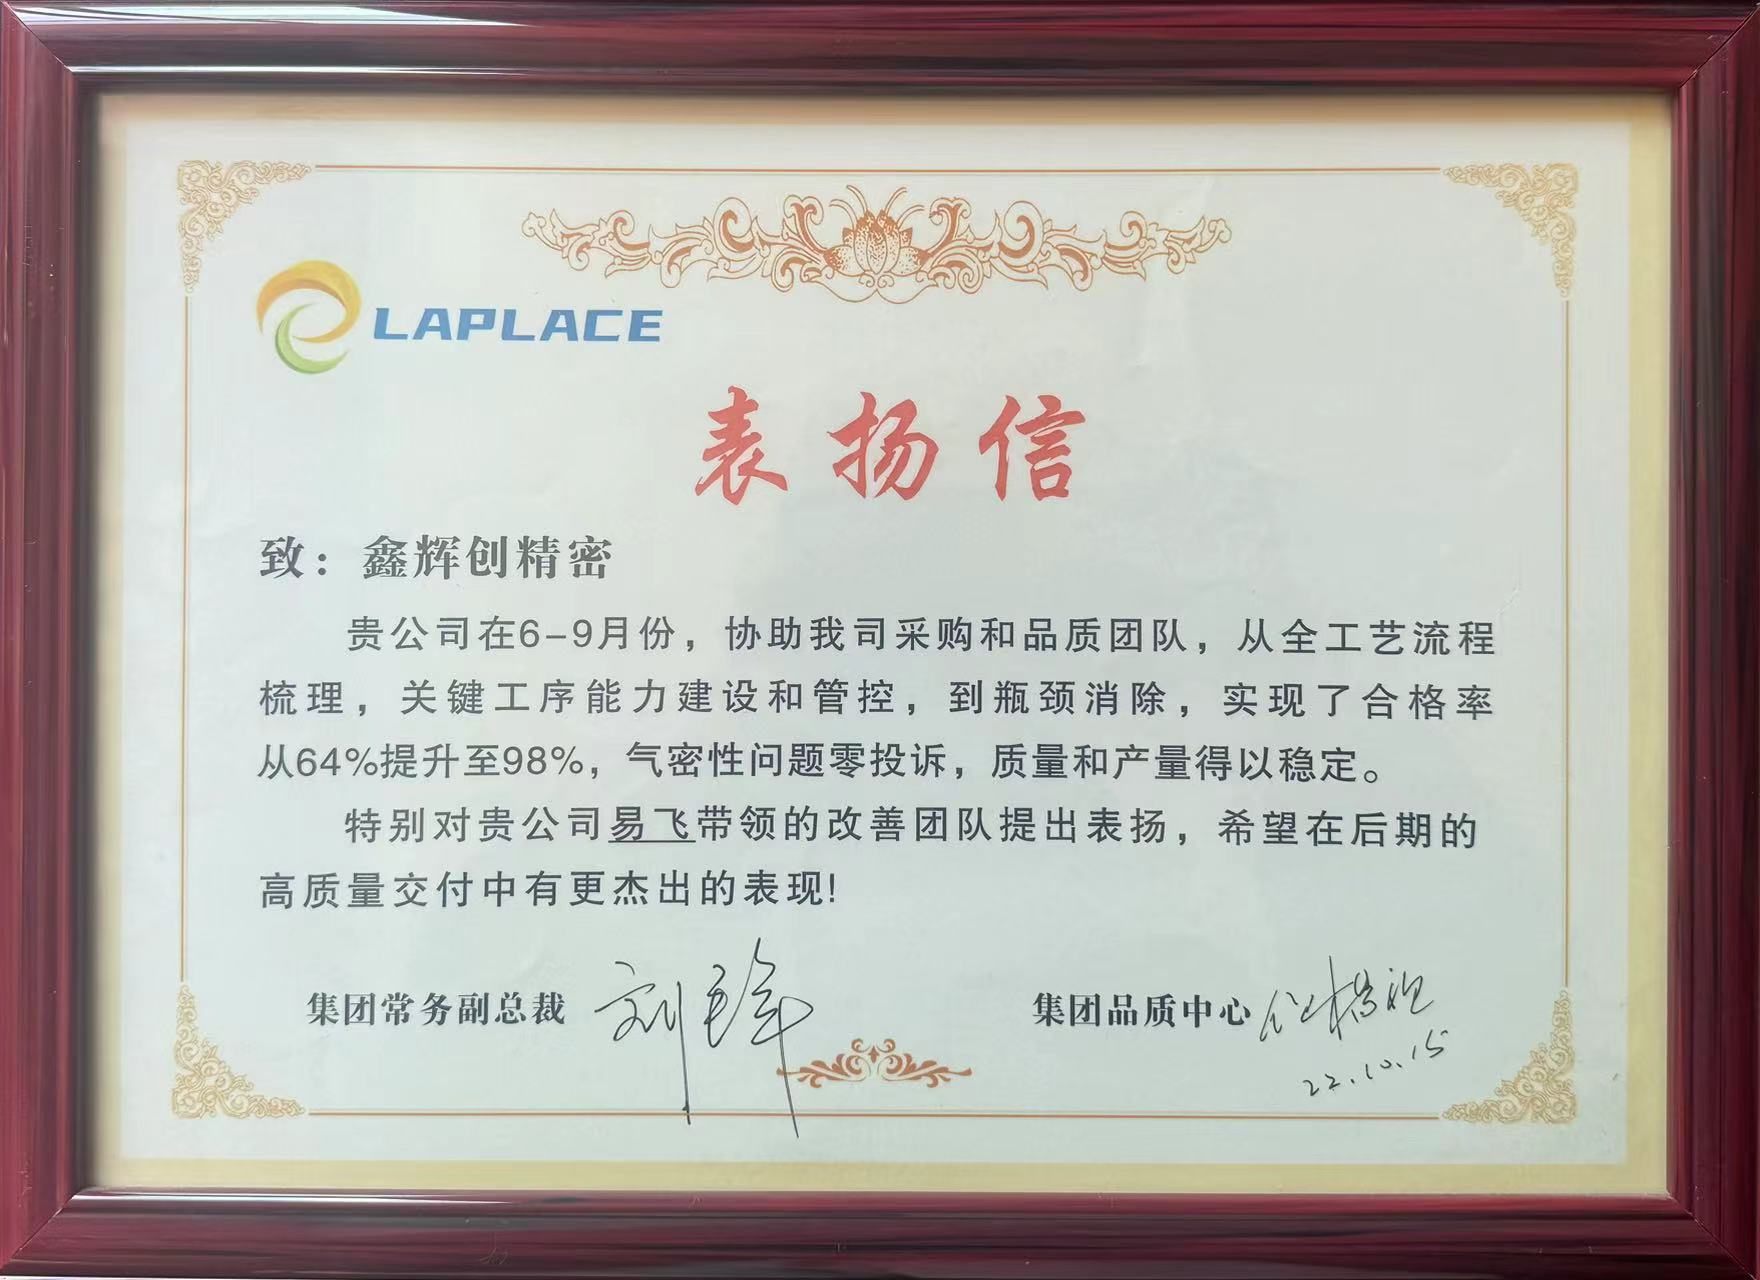 LAPLACE
表扬信
致：鑫辉创精密
贵公司在6-9月份，协助我司采购和品质团队，从全工艺流程
梳理，关键工序能力建设和管控，到瓶颈消除，实现了合格率
从64%提升至98%，气密性问题零投诉，质量和产量得以稳定。
特别对贵公司易飞带领的改善团队提出表扬，希望在后期的
高质量交付中有更杰出的表现！
集团常务副总裁 刘
集团品质中心
22.10.15